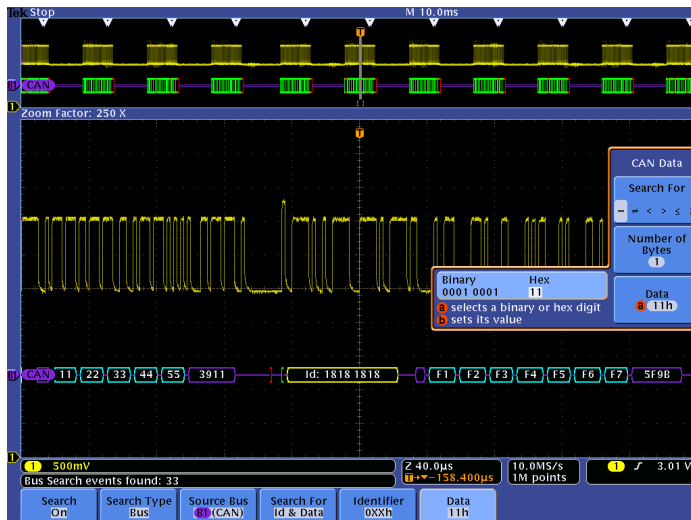 Tek Stop M 10.0ms
T
B1 CAN
1
Zoom Factor: 250 X
T
CAN Data
Search For
= ≠ < > ≤
Number of
Bytes
1
Binary Hex
0001 0001 11
a selects a binary or hex digit
b sets its value
Data
a 11h
B1 CAN 11 22 33 44 55 3911 Id: 1818 1818 F1 F2 F3 F4 F5 F6 F7 5F9B
1
1 500mV Z 40.0µs 10.0MS/s 1 ∫ 3.01 V
T→▼−158.400µs 1M points
Bus Search events found: 33
Search Search Type Source Bus Search For Identifier Data
On Bus B1 (CAN) Id & Data 0XXh 11h